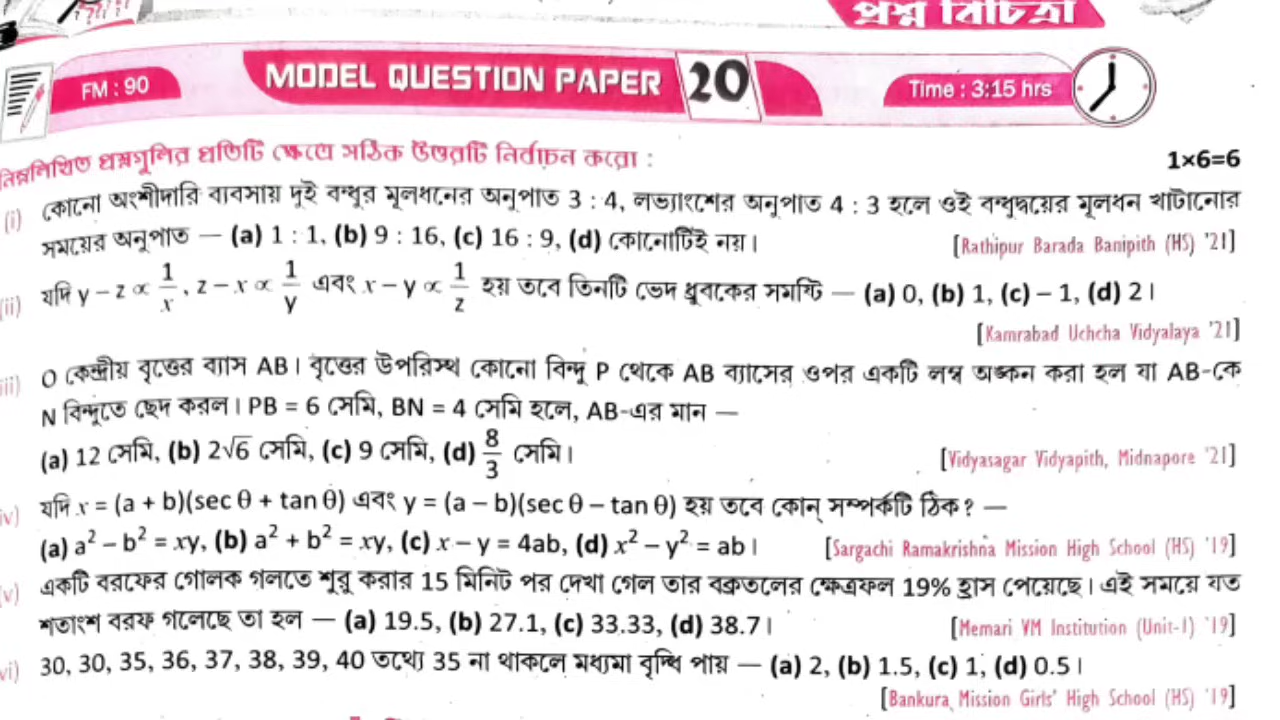 প্রশ্ন বিচিত্রা
FM : 90
MODEL QUESTION PAPER 20
Time : 3:15 hrs
নিম্নলিখিত প্রশ্নগুলির প্রতিটি ক্ষেত্রে সঠিক উত্তরটি নির্বাচন করো : 1×6=6
(i) কোনো অংশীদারি ব্যবসায় দুই বন্ধুর মূলধনের অনুপাত 3 : 4, লভ্যাংশের অনুপাত 4 : 3 হলে ওই বন্ধুদ্বয়ের মূলধন খাটানোর
সময়ের অনুপাত — (a) 1 : 1, (b) 9 : 16, (c) 16 : 9, (d) কোনোটিই নয়। [Rathipur Barada Banipith (HS) '21]
(ii) যদি y – z ∝ 1/x, z – x ∝ 1/y এবং x – y ∝ 1/z হয় তবে তিনটি ভেদ ধ্রুবকের সমষ্টি — (a) 0, (b) 1, (c) – 1, (d) 2।
[Kamrabad Uchcha Vidyalaya '21]
iii) O কেন্দ্রীয় বৃত্তের ব্যাস AB। বৃত্তের উপরিস্থ কোনো বিন্দু P থেকে AB ব্যাসের ওপর একটি লম্ব অঙ্কন করা হল যা AB-কে
N বিন্দুতে ছেদ করল। PB = 6 সেমি, BN = 4 সেমি হলে, AB-এর মান —
(a) 12 সেমি, (b) 2√6 সেমি, (c) 9 সেমি, (d) 8/3 সেমি। [Vidyasagar Vidyapith, Midnapore '21]
iv) যদি x = (a + b)(sec θ + tan θ) এবং y = (a – b)(sec θ – tan θ) হয় তবে কোন্ সম্পর্কটি ঠিক? —
(a) a² – b² = xy, (b) a² + b² = xy, (c) x – y = 4ab, (d) x² – y² = ab। [Sargachi Ramakrishna Mission High School (HS) '19]
v) একটি বরফের গোলক গলতে শুরু করার 15 মিনিট পর দেখা গেল তার বক্রতলের ক্ষেত্রফল 19% হ্রাস পেয়েছে। এই সময়ে যত
শতাংশ বরফ গলেছে তা হল — (a) 19.5, (b) 27.1, (c) 33.33, (d) 38.7। [Memari VM Institution (Unit-I) '19]
vi) 30, 30, 35, 36, 37, 38, 39, 40 তথ্যে 35 না থাকলে মধ্যমা বৃদ্ধি পায় — (a) 2, (b) 1.5, (c) 1, (d) 0.5।
[Bankura Mission Girls' High School (HS) '19]